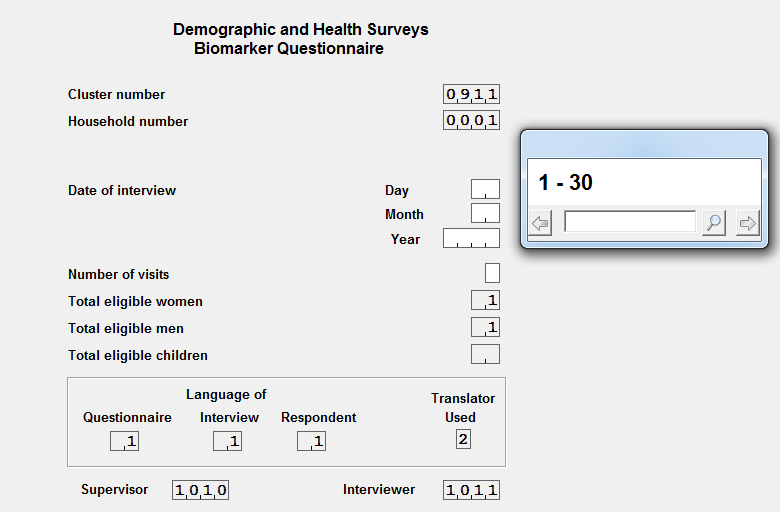 Demographic and Health Surveys
Biomarker Questionnaire
Cluster number 0911
Household number 0001
1 - 30
Date of interview Day
Month
Year
Number of visits
Total eligible women 1
Total eligible men 1
Total eligible children
Language of Translator
Questionnaire Interview Respondent Used
1 1 1 2
Supervisor 1010 Interviewer 1011